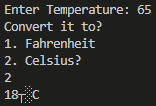 Enter Temperature: 65
Convert it to?
1. Fahrenheit
2. Celsius?
2
18┬░C